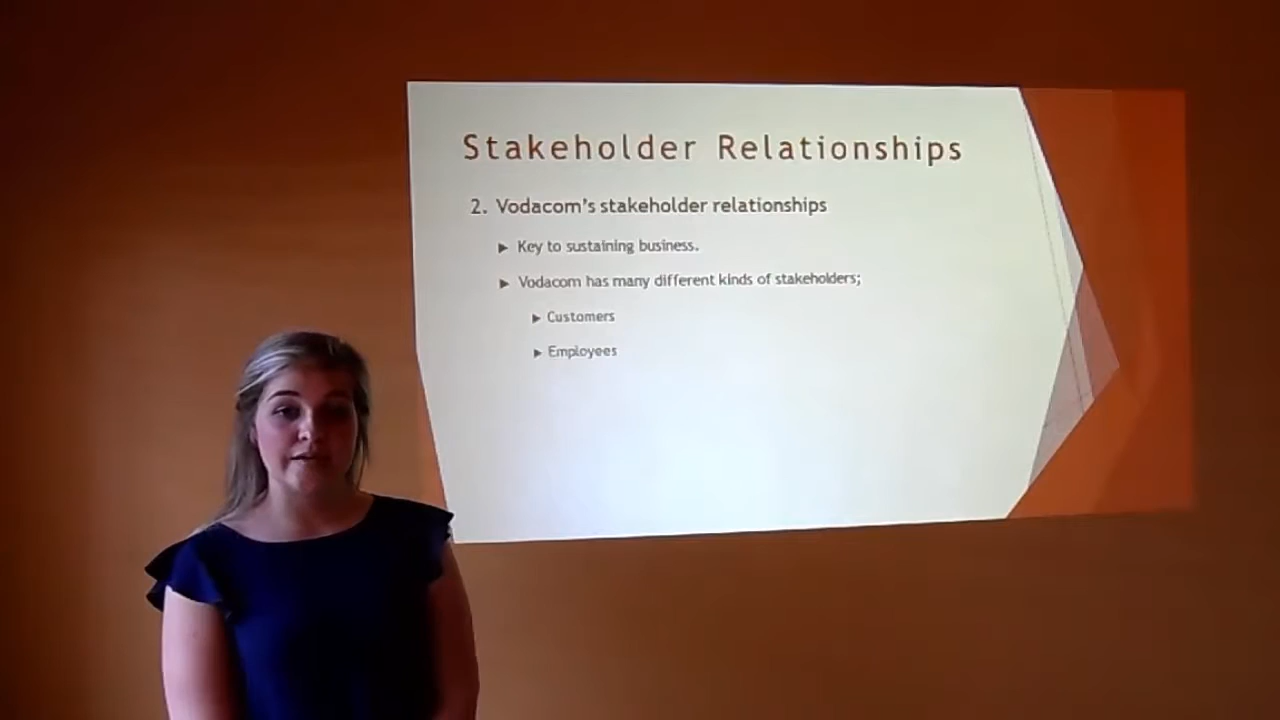 Stakeholder Relationships
2. Vodacom's stakeholder relationships
▶ Key to sustaining business.
▶ Vodacom has many different kinds of stakeholders;
▶ Customers
▶ Employees